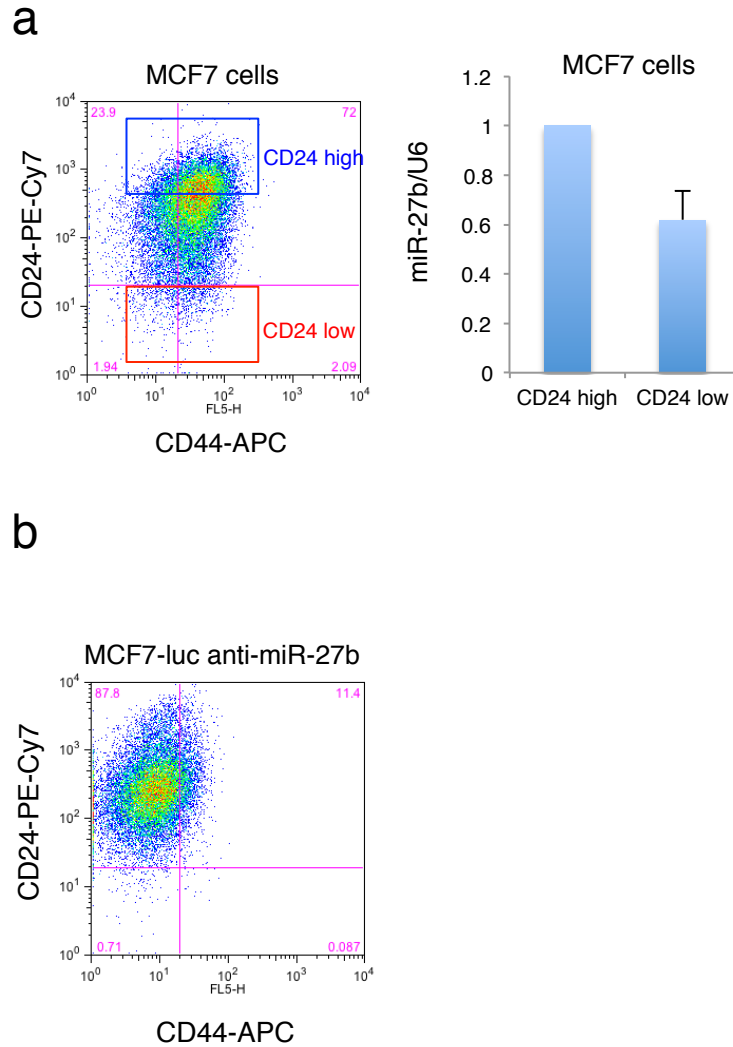 a
MCF7 cells
10^4
23.9
72
10^3
CD24 high
10^2
10^1
CD24 low
10^0
1.94
2.09
10^0 10^1 10^2 10^3 10^4
FL5-H
CD24-PE-Cy7
CD44-APC
MCF7 cells
1.2
1
0.8
0.6
0.4
0.2
0
miR-27b/U6
CD24 high CD24 low
b
MCF7-luc anti-miR-27b
10^4
87.8
11.4
10^3
10^2
10^1
10^0
0.71
0.087
10^0 10^1 10^2 10^3 10^4
FL5-H
CD24-PE-Cy7
CD44-APC